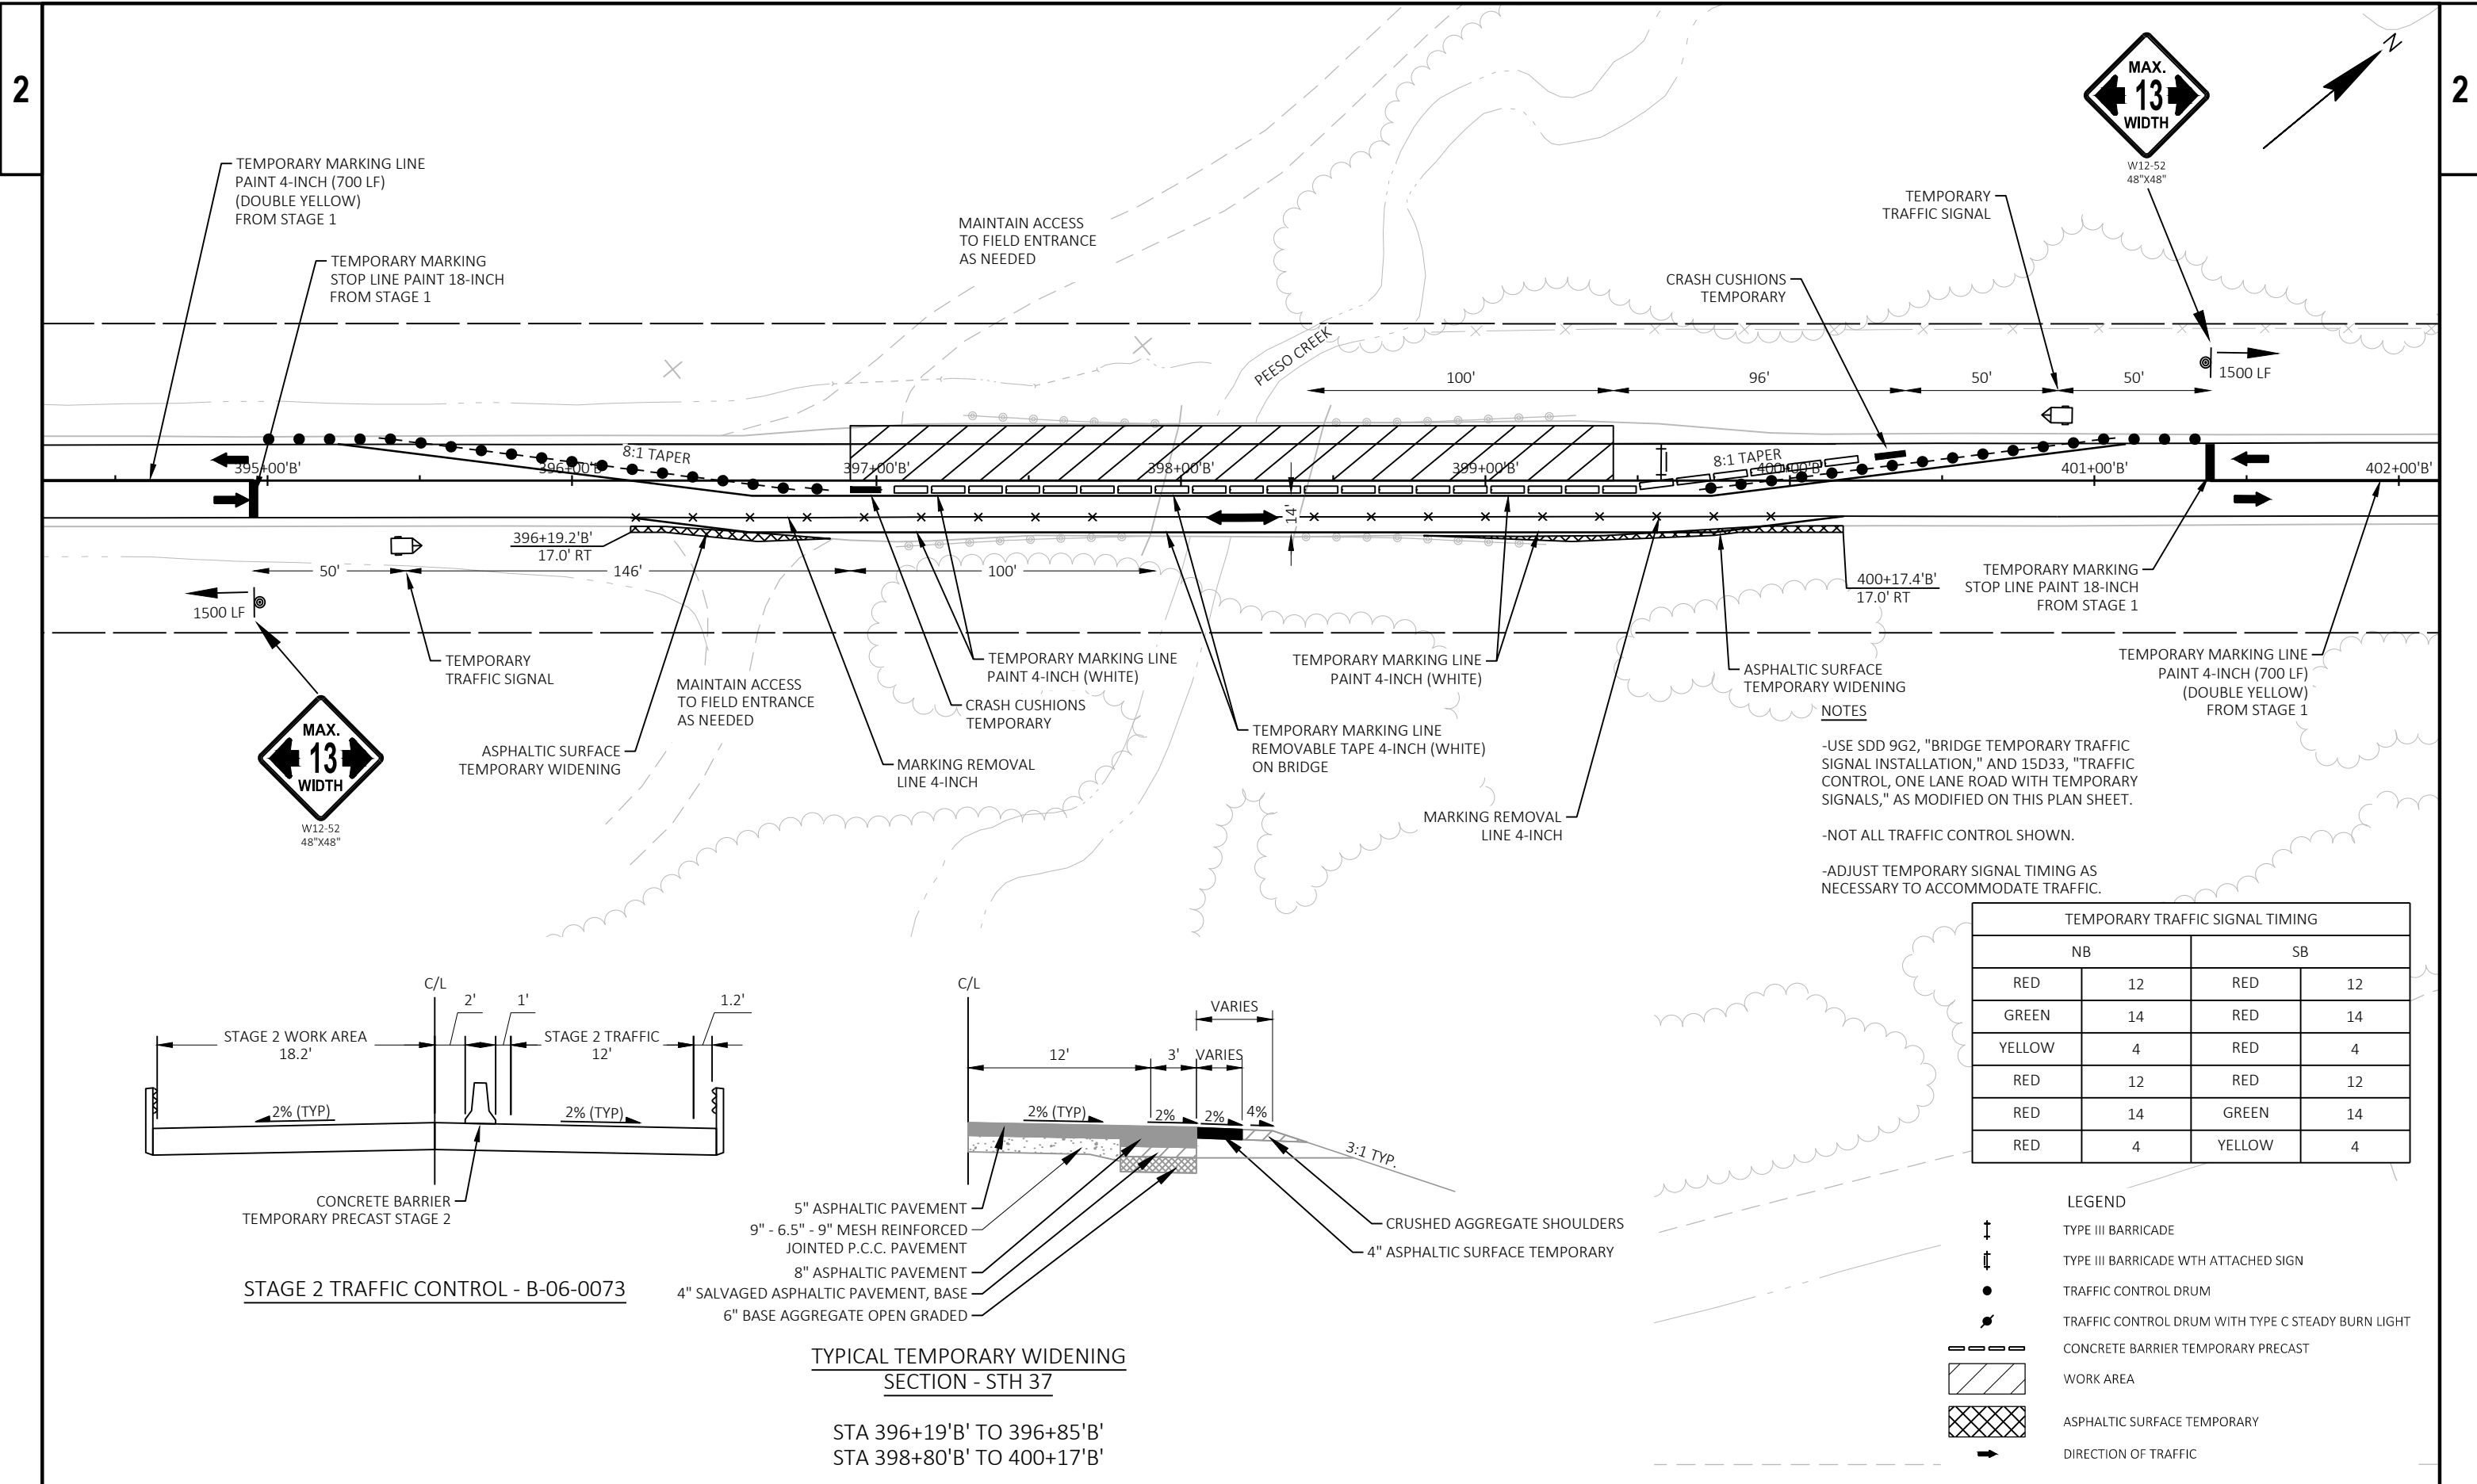 2
2
MAX.
13
WIDTH
W12-52
48"X48"
N
TEMPORARY MARKING LINE
PAINT 4-INCH (700 LF)
(DOUBLE YELLOW)
FROM STAGE 1
TEMPORARY MARKING
STOP LINE PAINT 18-INCH
FROM STAGE 1
MAINTAIN ACCESS
TO FIELD ENTRANCE
AS NEEDED
TEMPORARY
TRAFFIC SIGNAL
CRASH CUSHIONS
TEMPORARY
PEESO CREEK
100'
96'
50'
50'
1500 LF
8:1 TAPER
8:1 TAPER
395+00'B'
396+00'B'
397+00'B'
398+00'B'
399+00'B'
400+00'B'
401+00'B'
402+00'B'
14'
396+19.2'B'
17.0' RT
50'
146'
100'
400+17.4'B'
17.0' RT
1500 LF
TEMPORARY
TRAFFIC SIGNAL
MAINTAIN ACCESS
TO FIELD ENTRANCE
AS NEEDED
ASPHALTIC SURFACE
TEMPORARY WIDENING
TEMPORARY MARKING LINE
PAINT 4-INCH (WHITE)
CRASH CUSHIONS
TEMPORARY
MARKING REMOVAL
LINE 4-INCH
TEMPORARY MARKING LINE
PAINT 4-INCH (WHITE)
TEMPORARY MARKING LINE
REMOVABLE TAPE 4-INCH (WHITE)
ON BRIDGE
MARKING REMOVAL
LINE 4-INCH
ASPHALTIC SURFACE
TEMPORARY WIDENING
TEMPORARY MARKING
STOP LINE PAINT 18-INCH
FROM STAGE 1
TEMPORARY MARKING LINE
PAINT 4-INCH (700 LF)
(DOUBLE YELLOW)
FROM STAGE 1
MAX.
13
WIDTH
W12-52
48"X48"
NOTES
-USE SDD 9G2, "BRIDGE TEMPORARY TRAFFIC
SIGNAL INSTALLATION," AND 15D33, "TRAFFIC
CONTROL, ONE LANE ROAD WITH TEMPORARY
SIGNALS," AS MODIFIED ON THIS PLAN SHEET.
-NOT ALL TRAFFIC CONTROL SHOWN.
-ADJUST TEMPORARY SIGNAL TIMING AS
NECESSARY TO ACCOMMODATE TRAFFIC.
TEMPORARY TRAFFIC SIGNAL TIMING
NB SB
RED 12 RED 12
GREEN 14 RED 14
YELLOW 4 RED 4
RED 12 RED 12
RED 14 GREEN 14
RED 4 YELLOW 4
C/L
2'
1'
1.2'
STAGE 2 WORK AREA
18.2'
STAGE 2 TRAFFIC
12'
2% (TYP)
2% (TYP)
CONCRETE BARRIER
TEMPORARY PRECAST STAGE 2
STAGE 2 TRAFFIC CONTROL - B-06-0073
C/L
VARIES
12'
3'
VARIES
2% (TYP)
2%
2%
4%
3:1 TYP.
5" ASPHALTIC PAVEMENT
9" - 6.5" - 9" MESH REINFORCED
JOINTED P.C.C. PAVEMENT
8" ASPHALTIC PAVEMENT
4" SALVAGED ASPHALTIC PAVEMENT, BASE
6" BASE AGGREGATE OPEN GRADED
CRUSHED AGGREGATE SHOULDERS
4" ASPHALTIC SURFACE TEMPORARY
TYPICAL TEMPORARY WIDENING
SECTION - STH 37
STA 396+19'B' TO 396+85'B'
STA 398+80'B' TO 400+17'B'
LEGEND
TYPE III BARRICADE
TYPE III BARRICADE WTH ATTACHED SIGN
TRAFFIC CONTROL DRUM
TRAFFIC CONTROL DRUM WITH TYPE C STEADY BURN LIGHT
CONCRETE BARRIER TEMPORARY PRECAST
WORK AREA
ASPHALTIC SURFACE TEMPORARY
DIRECTION OF TRAFFIC